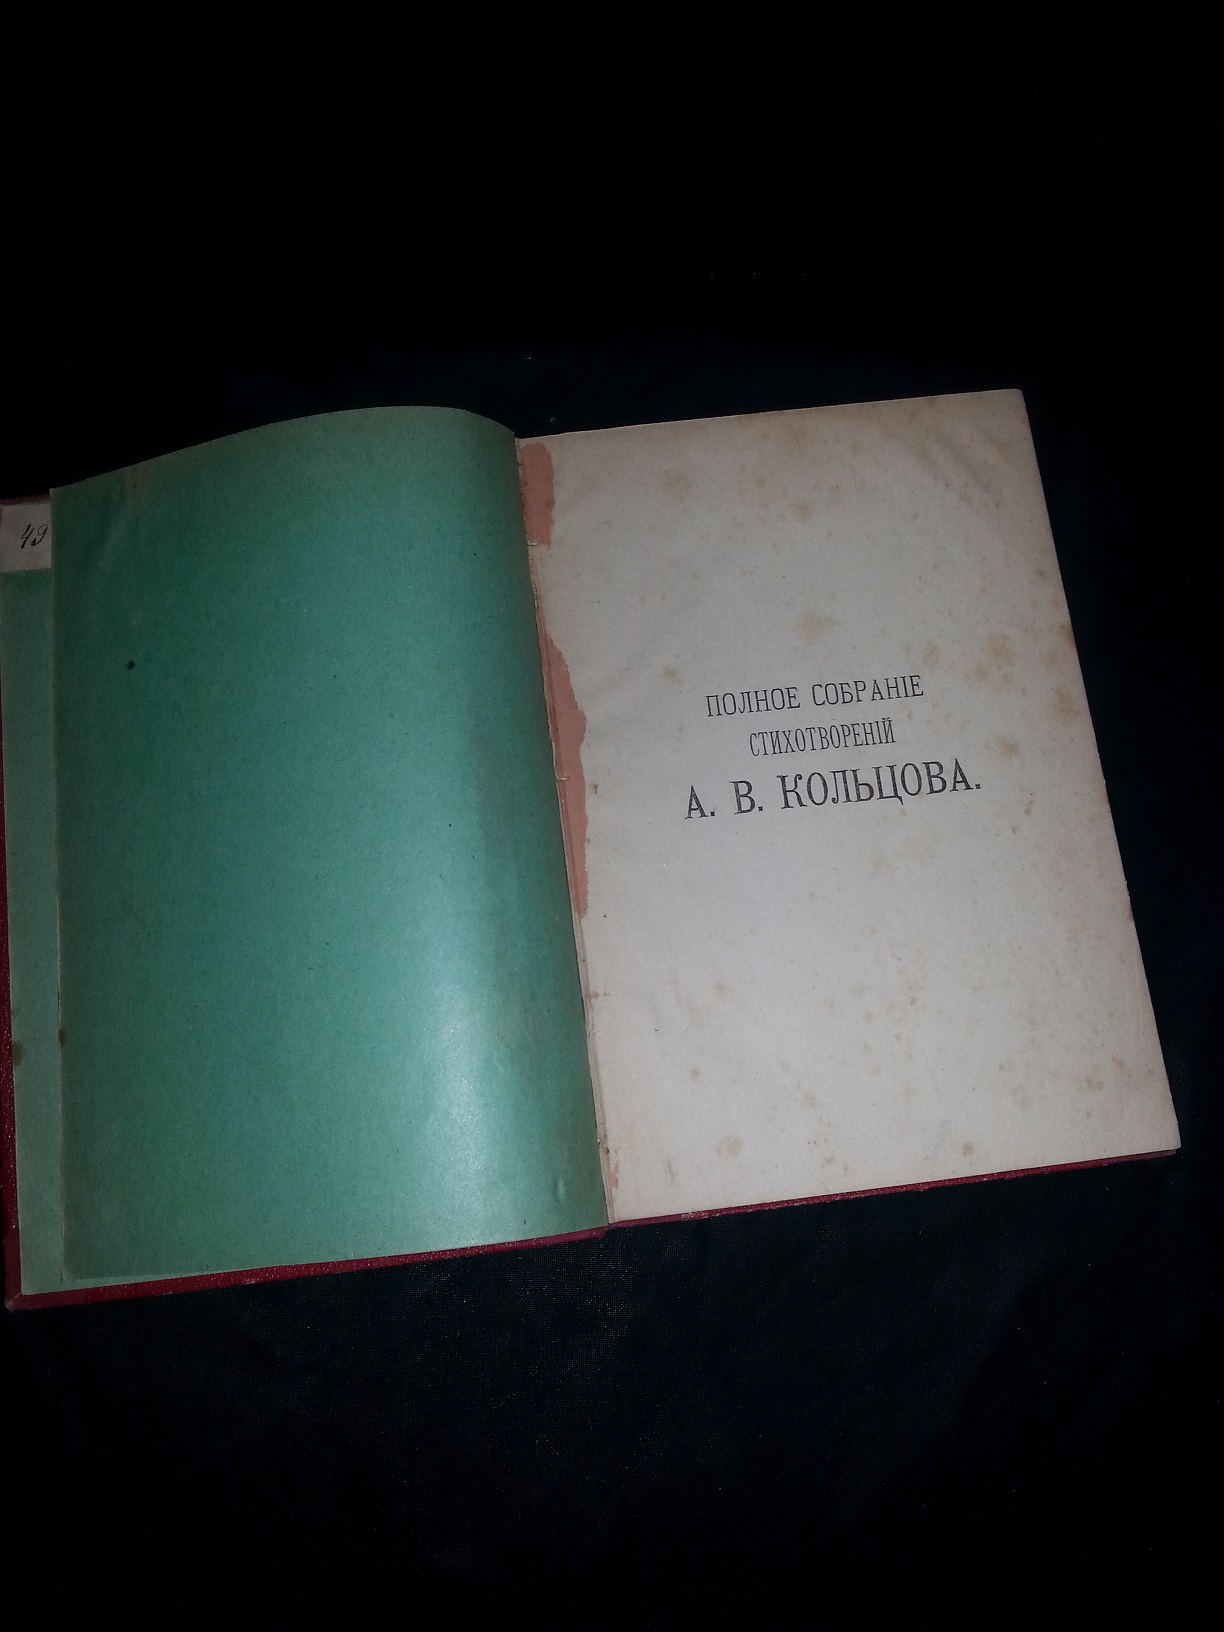 49
ПОЛНОЕ СОБРАНІЕ
СТИХОТВОРЕНІЙ
А. В. КОЛЬЦОВА.